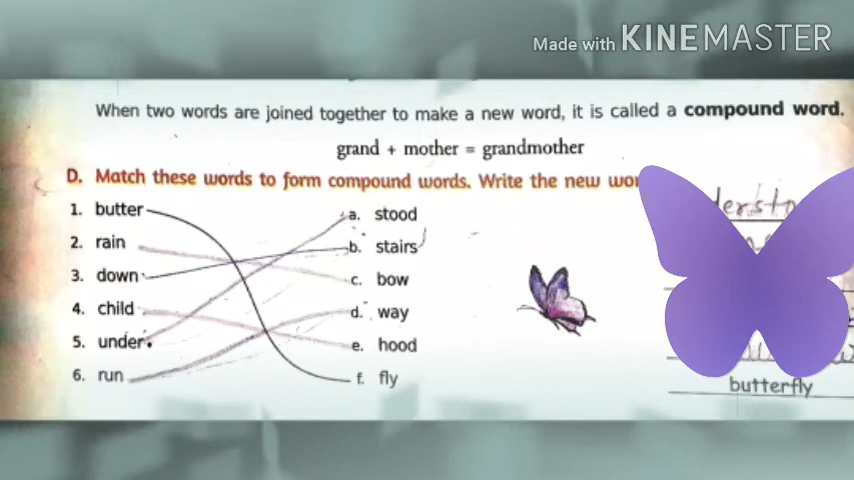 Made with KINEMASTER
When two words are joined together to make a new word, it is called a compound word.
grand + mother = grandmother
D. Match these words to form compound words. Write the new
1. butter
a. stood
2. rain
b. stairs
3. down
c. bow
4. child
d. way
5. under
e. hood
6. run
f. fly
butterfly